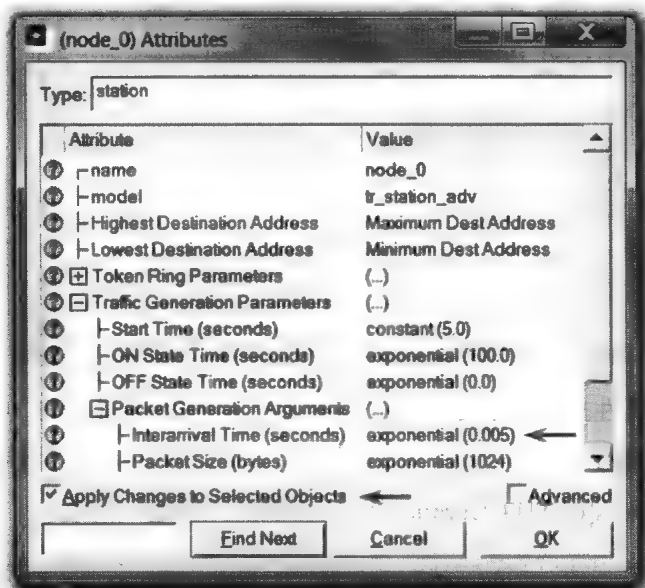 (node_0) Attributes
Type: station
Attribute Value
name node_0
model tr_station_adv
Highest Destination Address Maximum Dest Address
Lowest Destination Address Minimum Dest Address
Token Ring Parameters (...)
Traffic Generation Parameters (...)
Start Time (seconds) constant (5.0)
ON State Time (seconds) exponential (100.0)
OFF State Time (seconds) exponential (0.0)
Packet Generation Arguments (...)
Interarrival Time (seconds) exponential (0.005)
Packet Size (bytes) exponential (1024)
Apply Changes to Selected Objects Advanced
Find Next Cancel OK